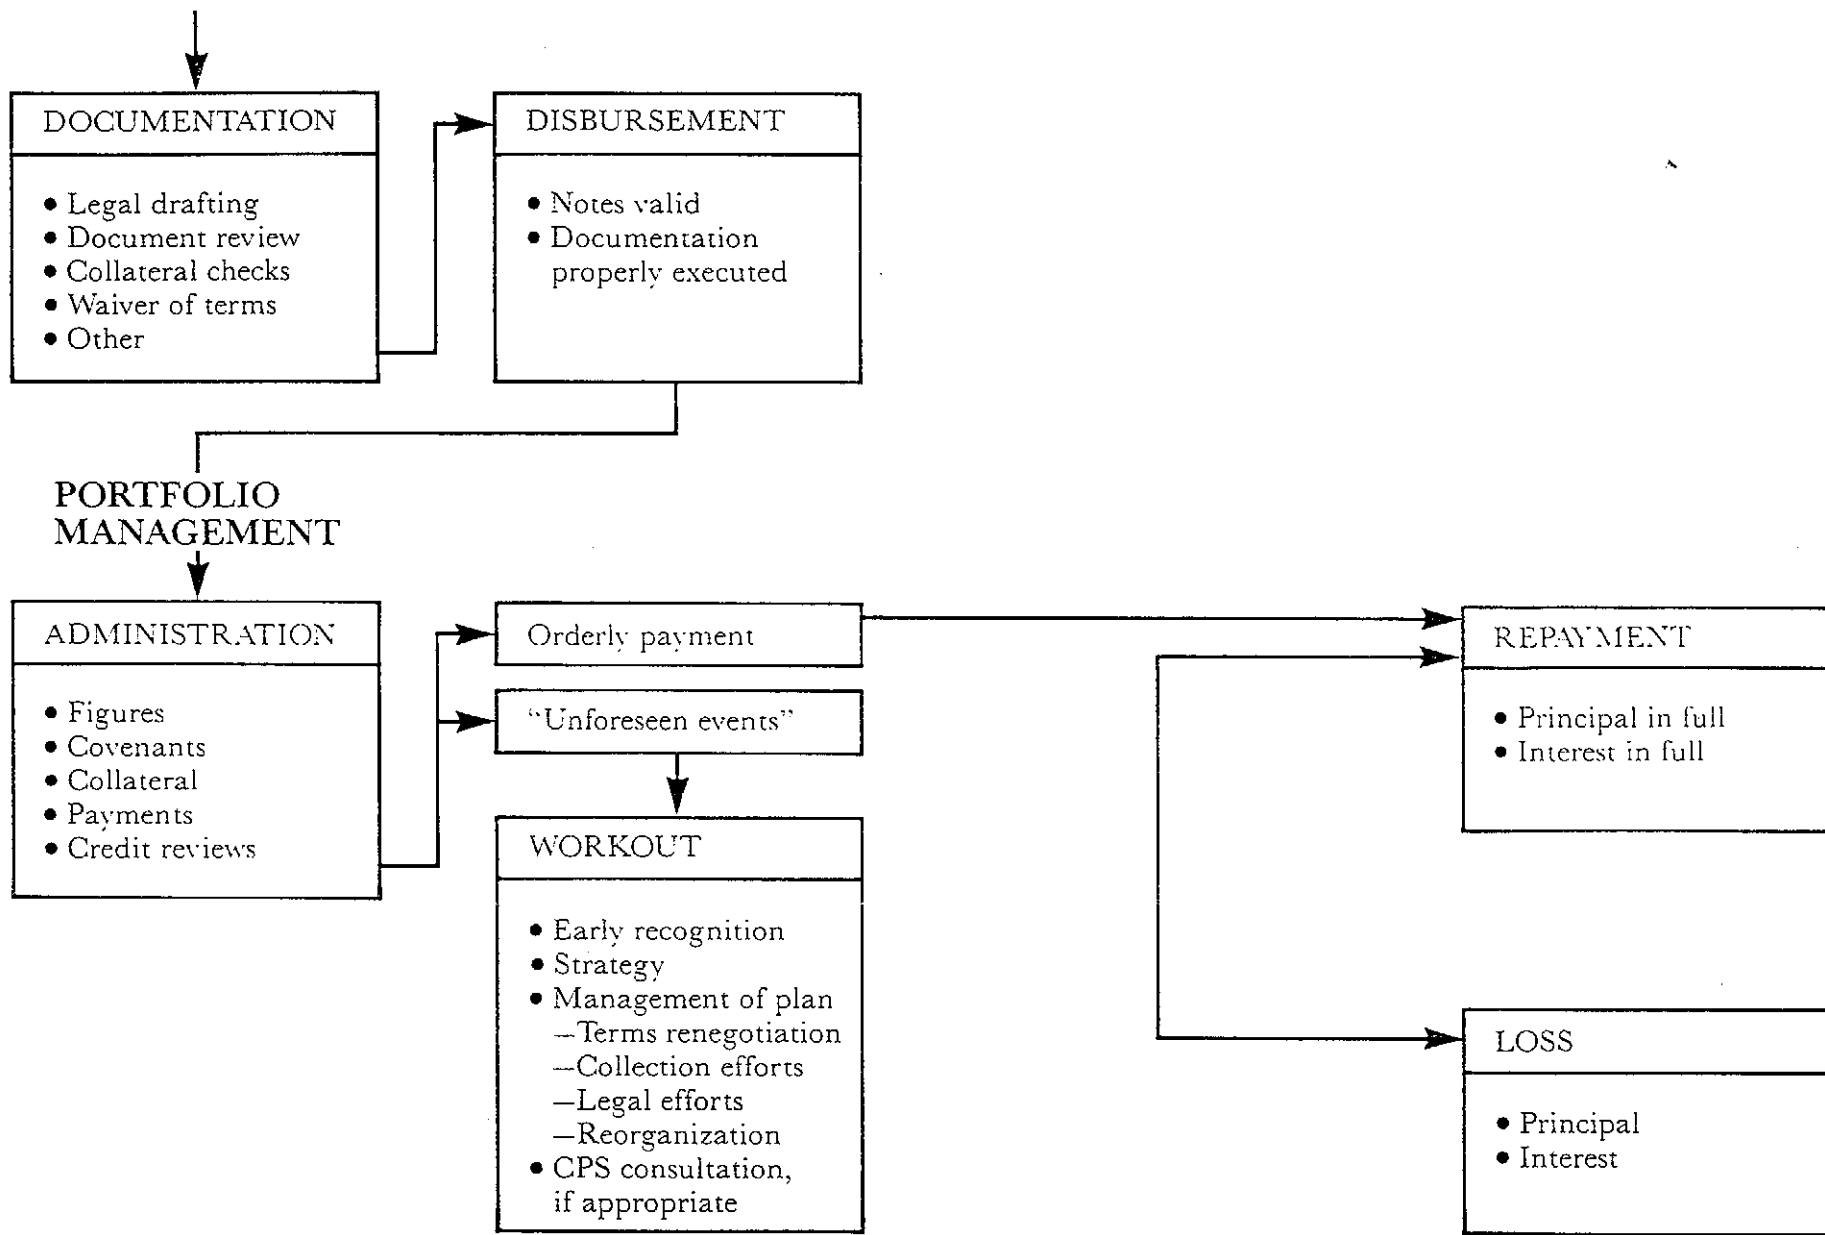 DOCUMENTATION
• Legal drafting
• Document review
• Collateral checks
• Waiver of terms
• Other
DISBURSEMENT
• Notes valid
• Documentation
properly executed
PORTFOLIO
MANAGEMENT
ADMINISTRATION
• Figures
• Covenants
• Collateral
• Payments
• Credit reviews
Orderly payment
“Unforeseen events”
WORKOUT
• Early recognition
• Strategy
• Management of plan
—Terms renegotiation
—Collection efforts
—Legal efforts
—Reorganization
• CPS consultation,
if appropriate
REPAYMENT
• Principal in full
• Interest in full
LOSS
• Principal
• Interest